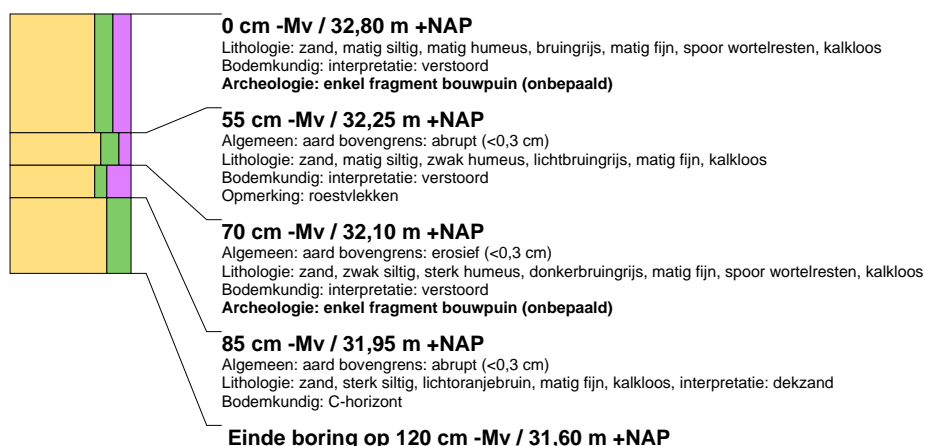 0 cm -Mv / 32,80 m +NAP
Lithologie: zand, matig siltig, matig humeus, bruingrijs, matig fijn, spoor wortelresten, kalkloos
Bodemkundig: interpretatie: verstoord
Archeologie: enkel fragment bouwpuin (onbepaald)
55 cm -Mv / 32,25 m +NAP
Algemeen: aard bovengrens: abrupt (<0,3 cm)
Lithologie: zand, matig siltig, zwak humeus, lichtbruingrijs, matig fijn, kalkloos
Bodemkundig: interpretatie: verstoord
Opmerking: roestvlekken
70 cm -Mv / 32,10 m +NAP
Algemeen: aard bovengrens: erosief (<0,3 cm)
Lithologie: zand, zwak siltig, sterk humeus, donkerbruingrijs, matig fijn, spoor wortelresten, kalkloos
Bodemkundig: interpretatie: verstoord
Archeologie: enkel fragment bouwpuin (onbepaald)
85 cm -Mv / 31,95 m +NAP
Algemeen: aard bovengrens: abrupt (<0,3 cm)
Lithologie: zand, sterk siltig, lichtoranjebruin, matig fijn, kalkloos, interpretatie: dekzand
Bodemkundig: C-horizont
Einde boring op 120 cm -Mv / 31,60 m +NAP